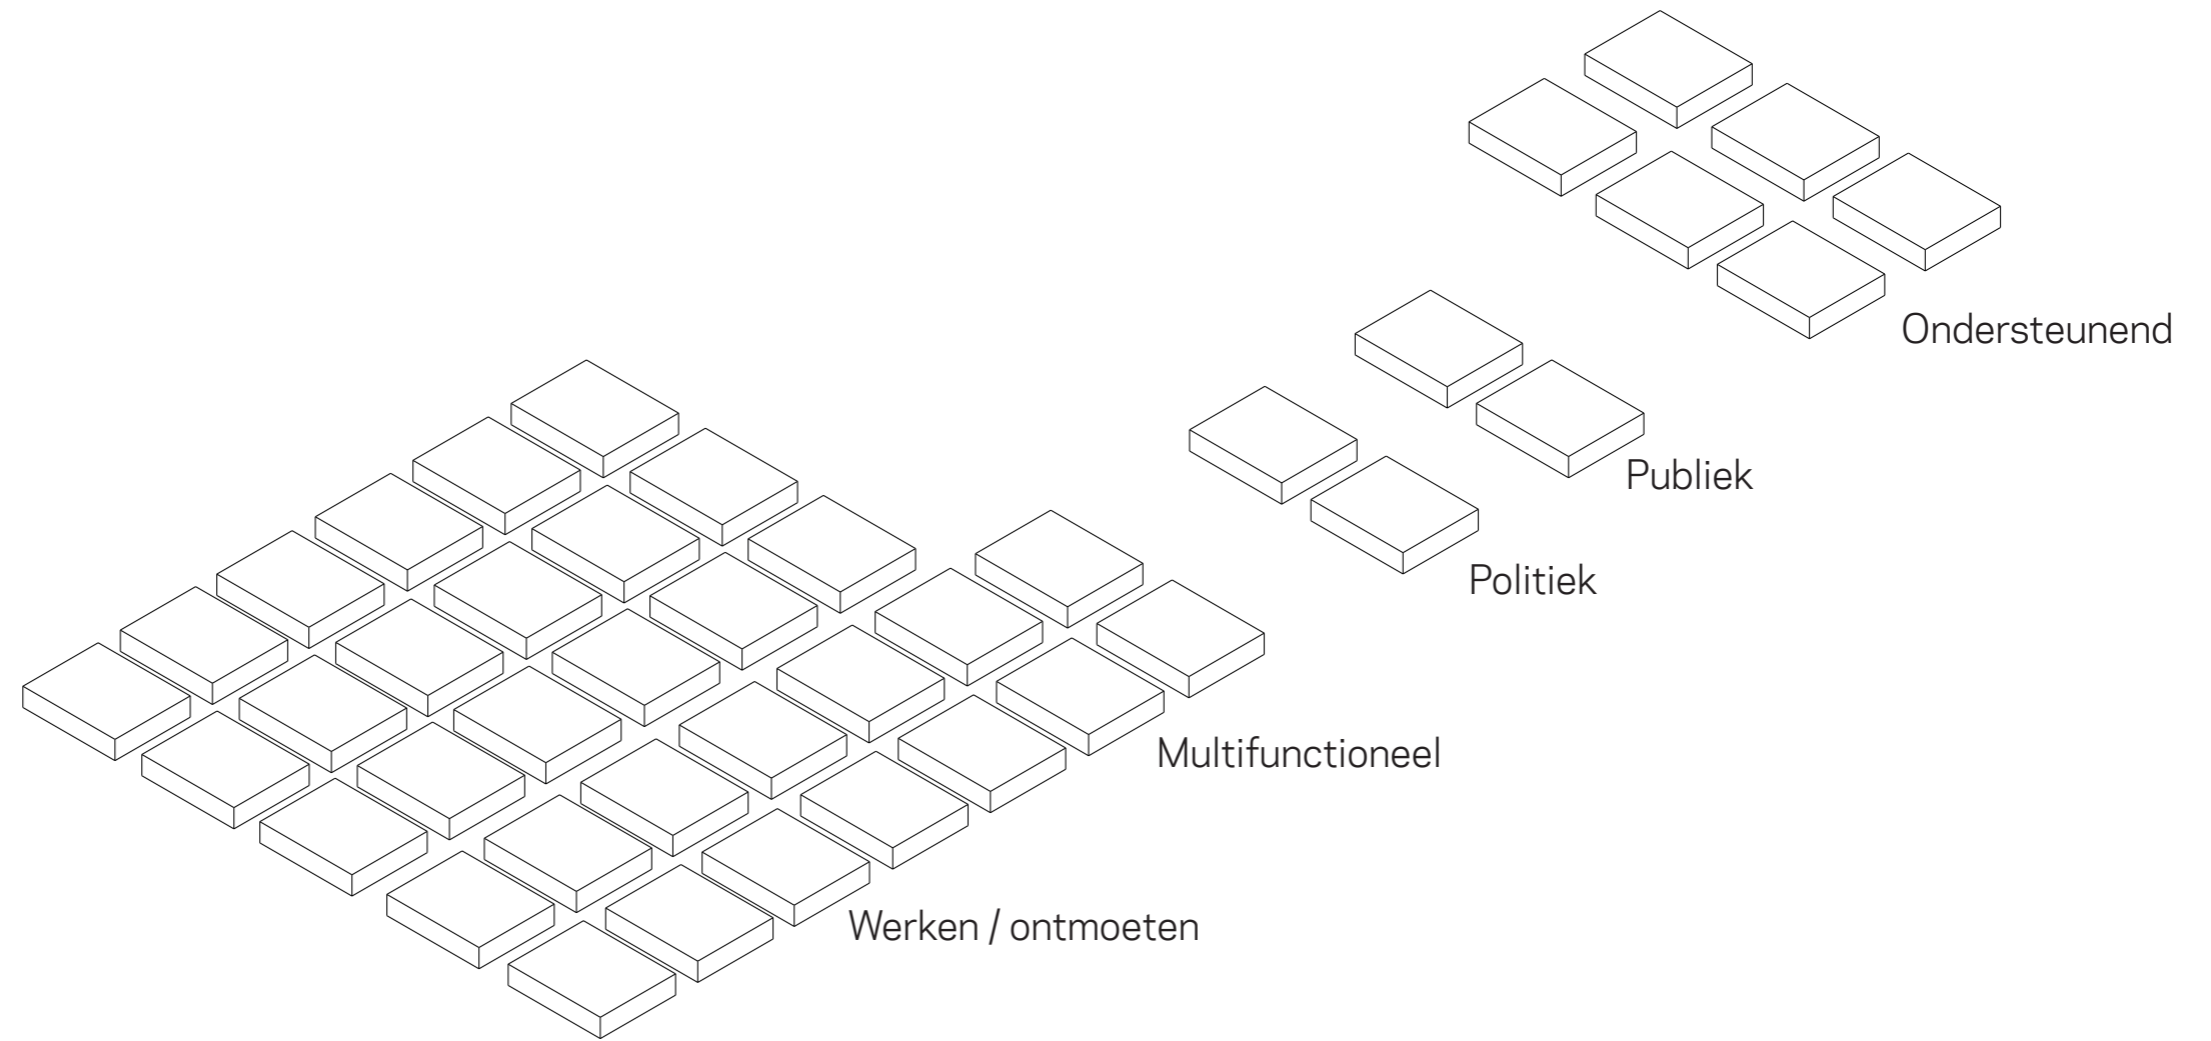 Ondersteunend
Publiek
Politiek
Multifunctioneel
Werken / ontmoeten